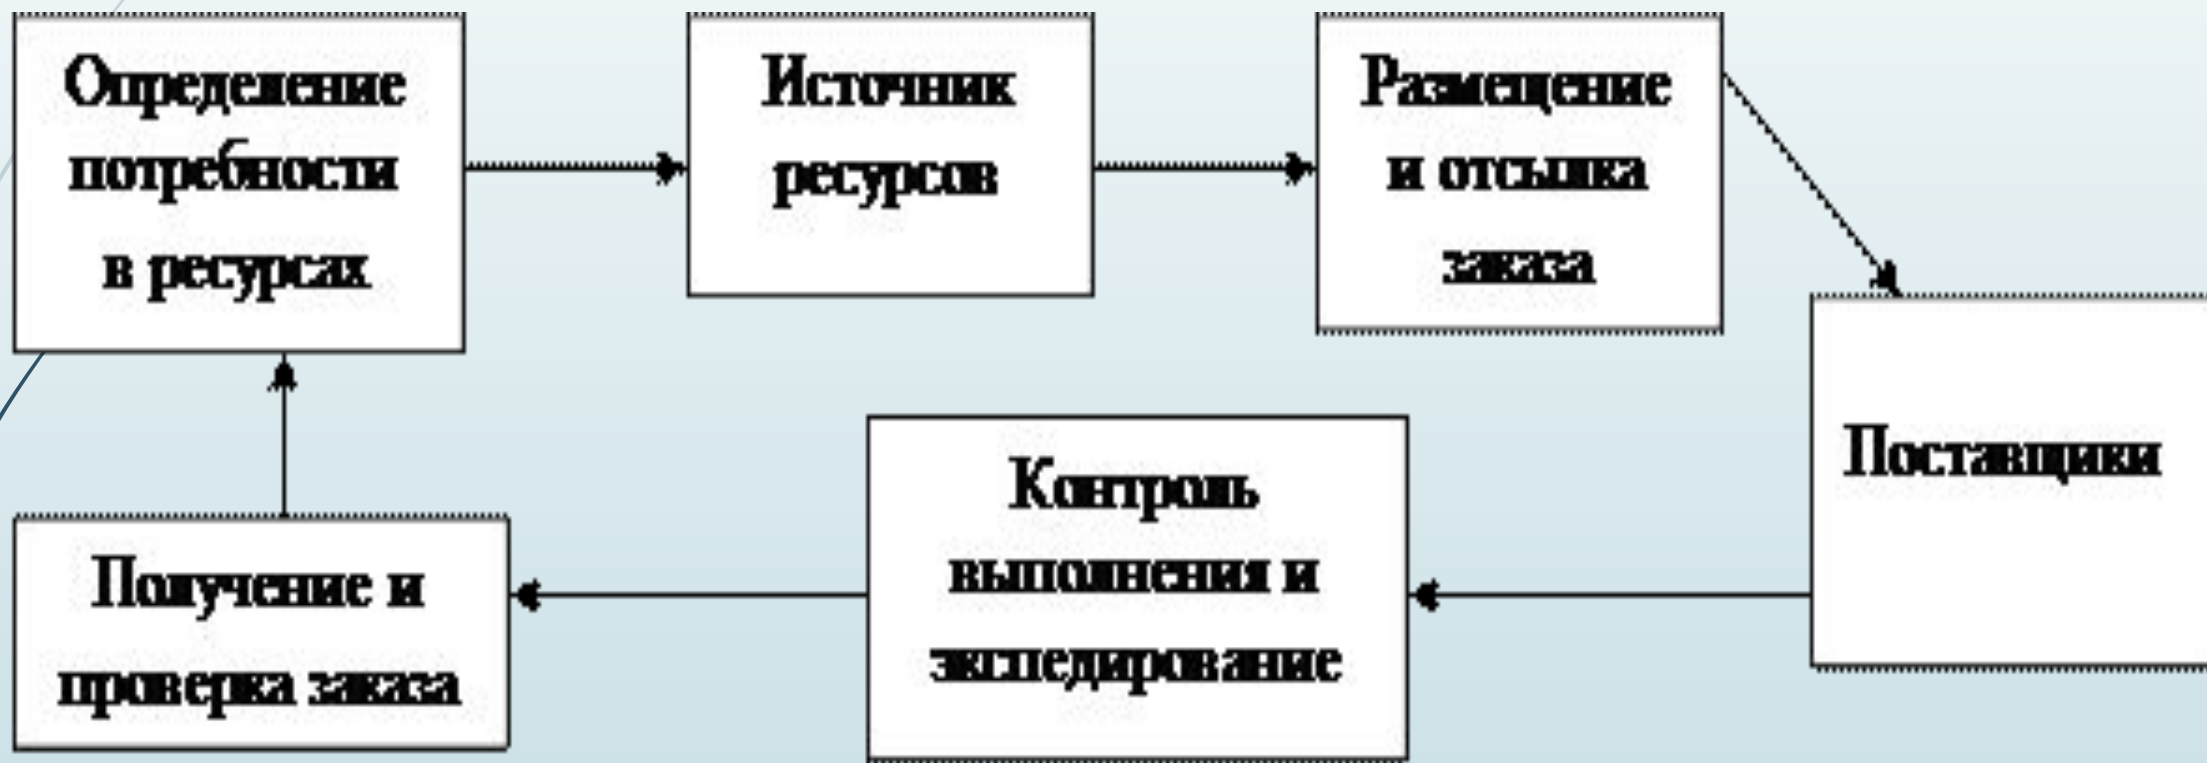 Определение
потребности
в ресурсах
Источник
ресурсов
Размещение
и отсылка
заказа
Поставщики
Контроль
выполнения и
экспедирование
Получение и
проверка заказа